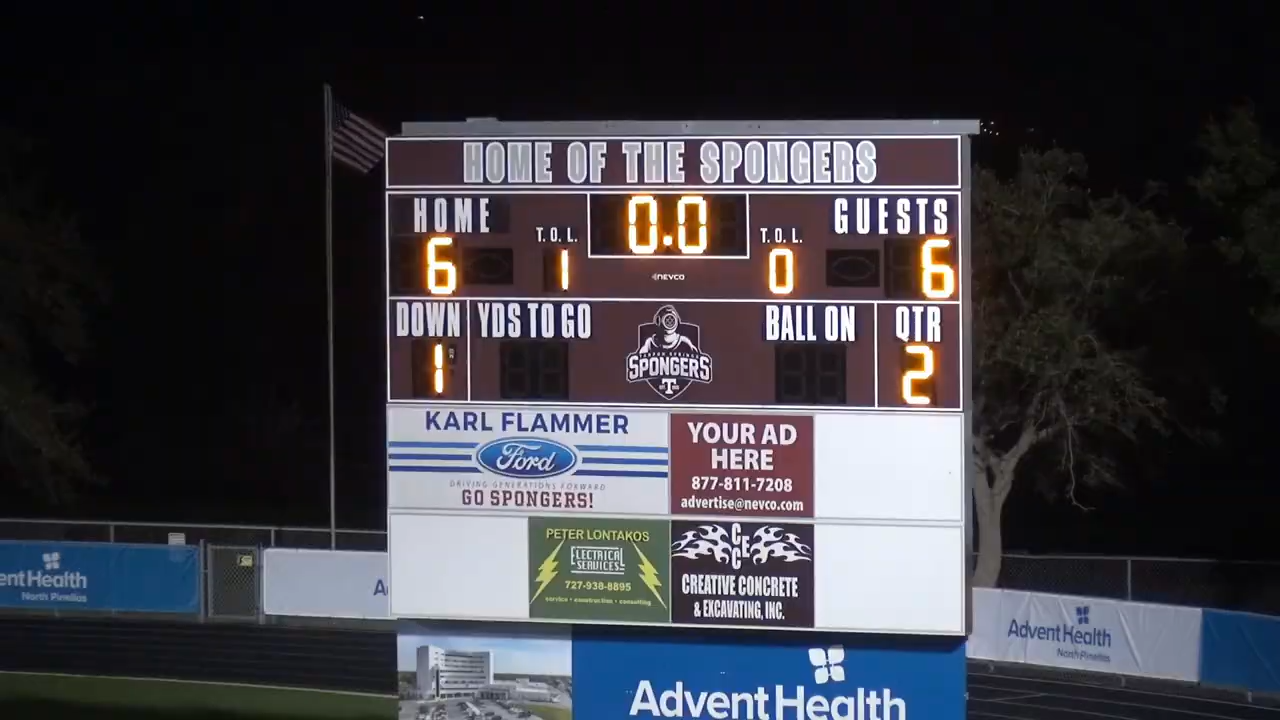 HOME OF THE SPONGERS
HOME
T. O. L.
0.0
T. O. L.
GUESTS
6
1
NEVCO
0
6
DOWN
YDS TO GO
BALL ON
QTR
1
SPONGERS
T
2
KARL FLAMMER
Ford
DRIVING GENERATIONS FORWARD
GO SPONGERS!
YOUR AD
HERE
877-811-7208
advertise@nevco.com
PETER LONTAKOS
ELECTRICAL
SERVICES
727-938-8895
service • construction • consulting
CEC
CREATIVE CONCRETE
& EXCAVATING, INC.
entHealth
North Pinellas
A
AdventHealth
North Pinellas
AdventHealth